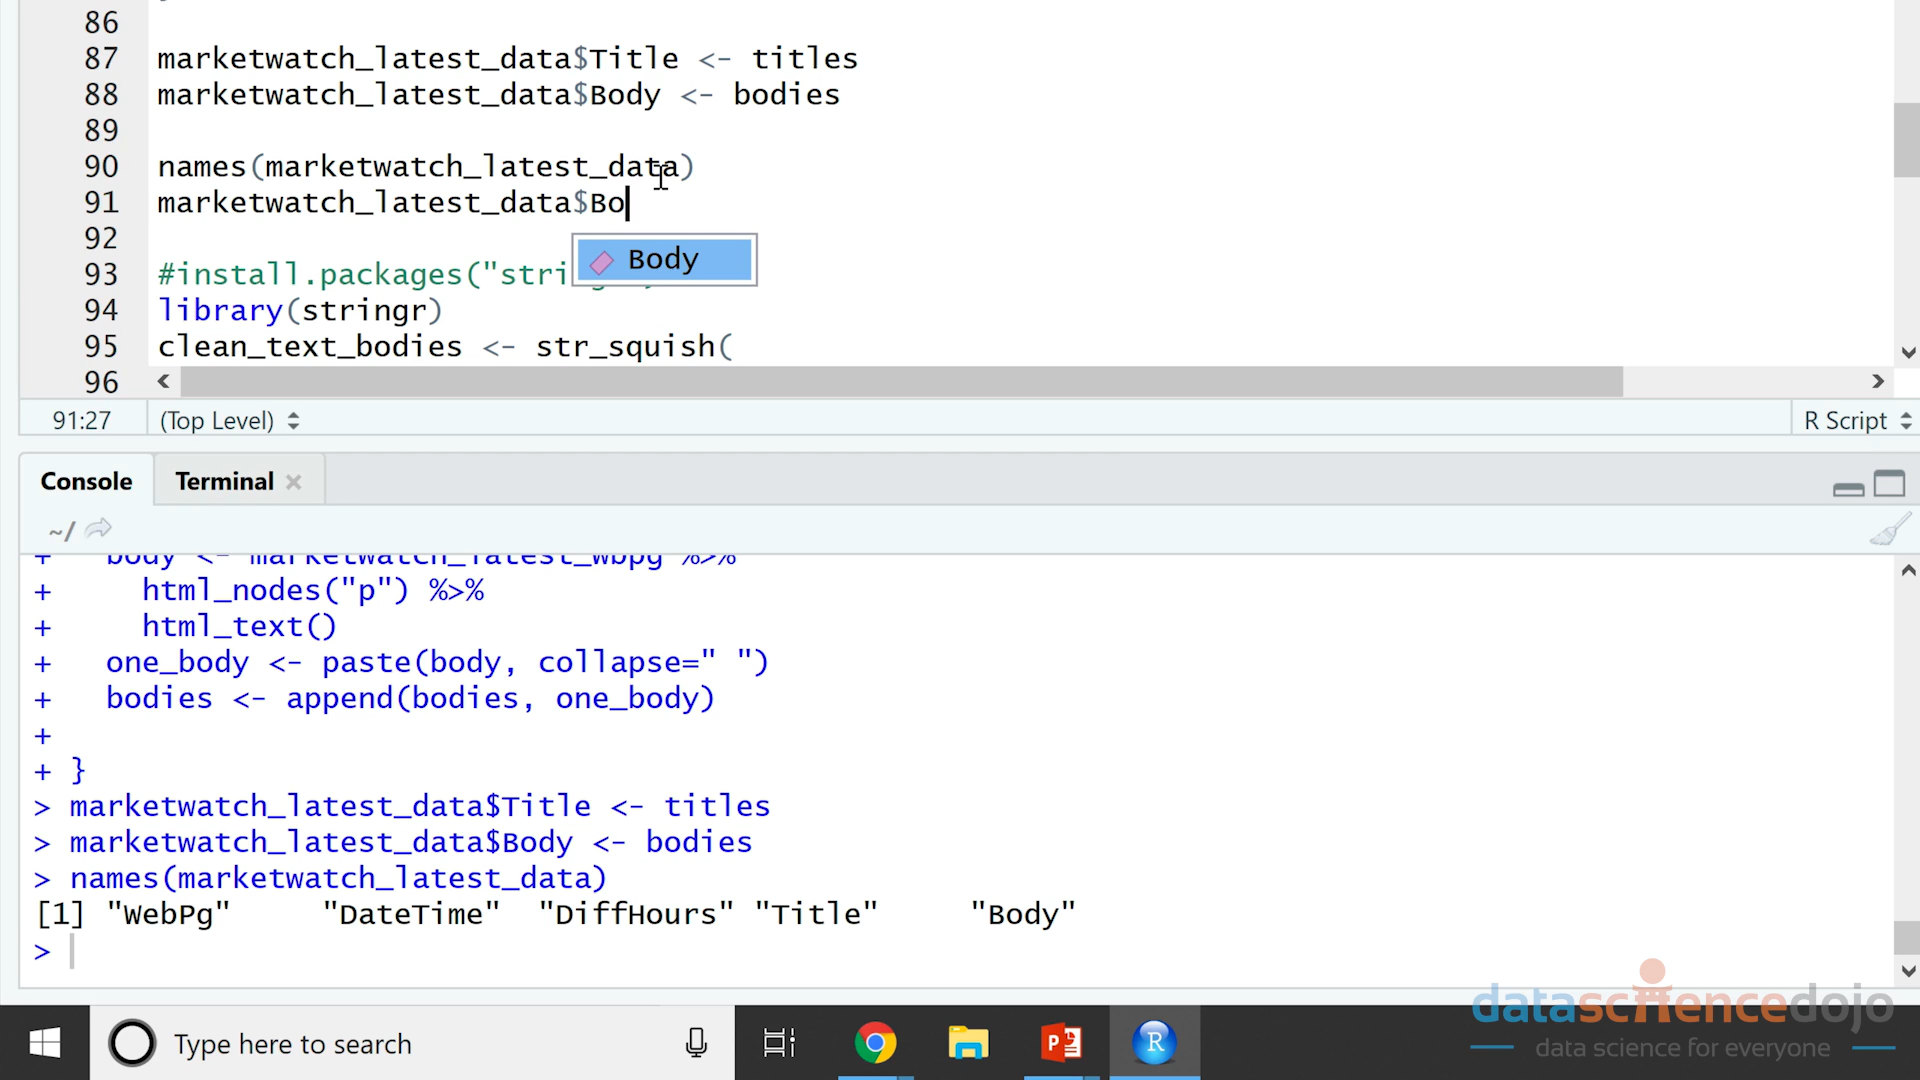 86
87 marketwatch_latest_data$Title <- titles
88 marketwatch_latest_data$Body <- bodies
89
90 names(marketwatch_latest_data)
91 marketwatch_latest_data$Bo
92
Body
93 #install.packages("stri
94 library(stringr)
95 clean_text_bodies <- str_squish(
96
91:27 (Top Level) R Script
Console Terminal
~/
+ body <- marketwatch_latest_wbpg %>%
+ html_nodes("p") %>%
+ html_text()
+ one_body <- paste(body, collapse=" ")
+ bodies <- append(bodies, one_body)
+
+ }
> marketwatch_latest_data$Title <- titles
> marketwatch_latest_data$Body <- bodies
> names(marketwatch_latest_data)
[1] "WebPg" "DateTime" "DiffHours" "Title" "Body"
>
datasciencedojo
data science for everyone
Type here to search